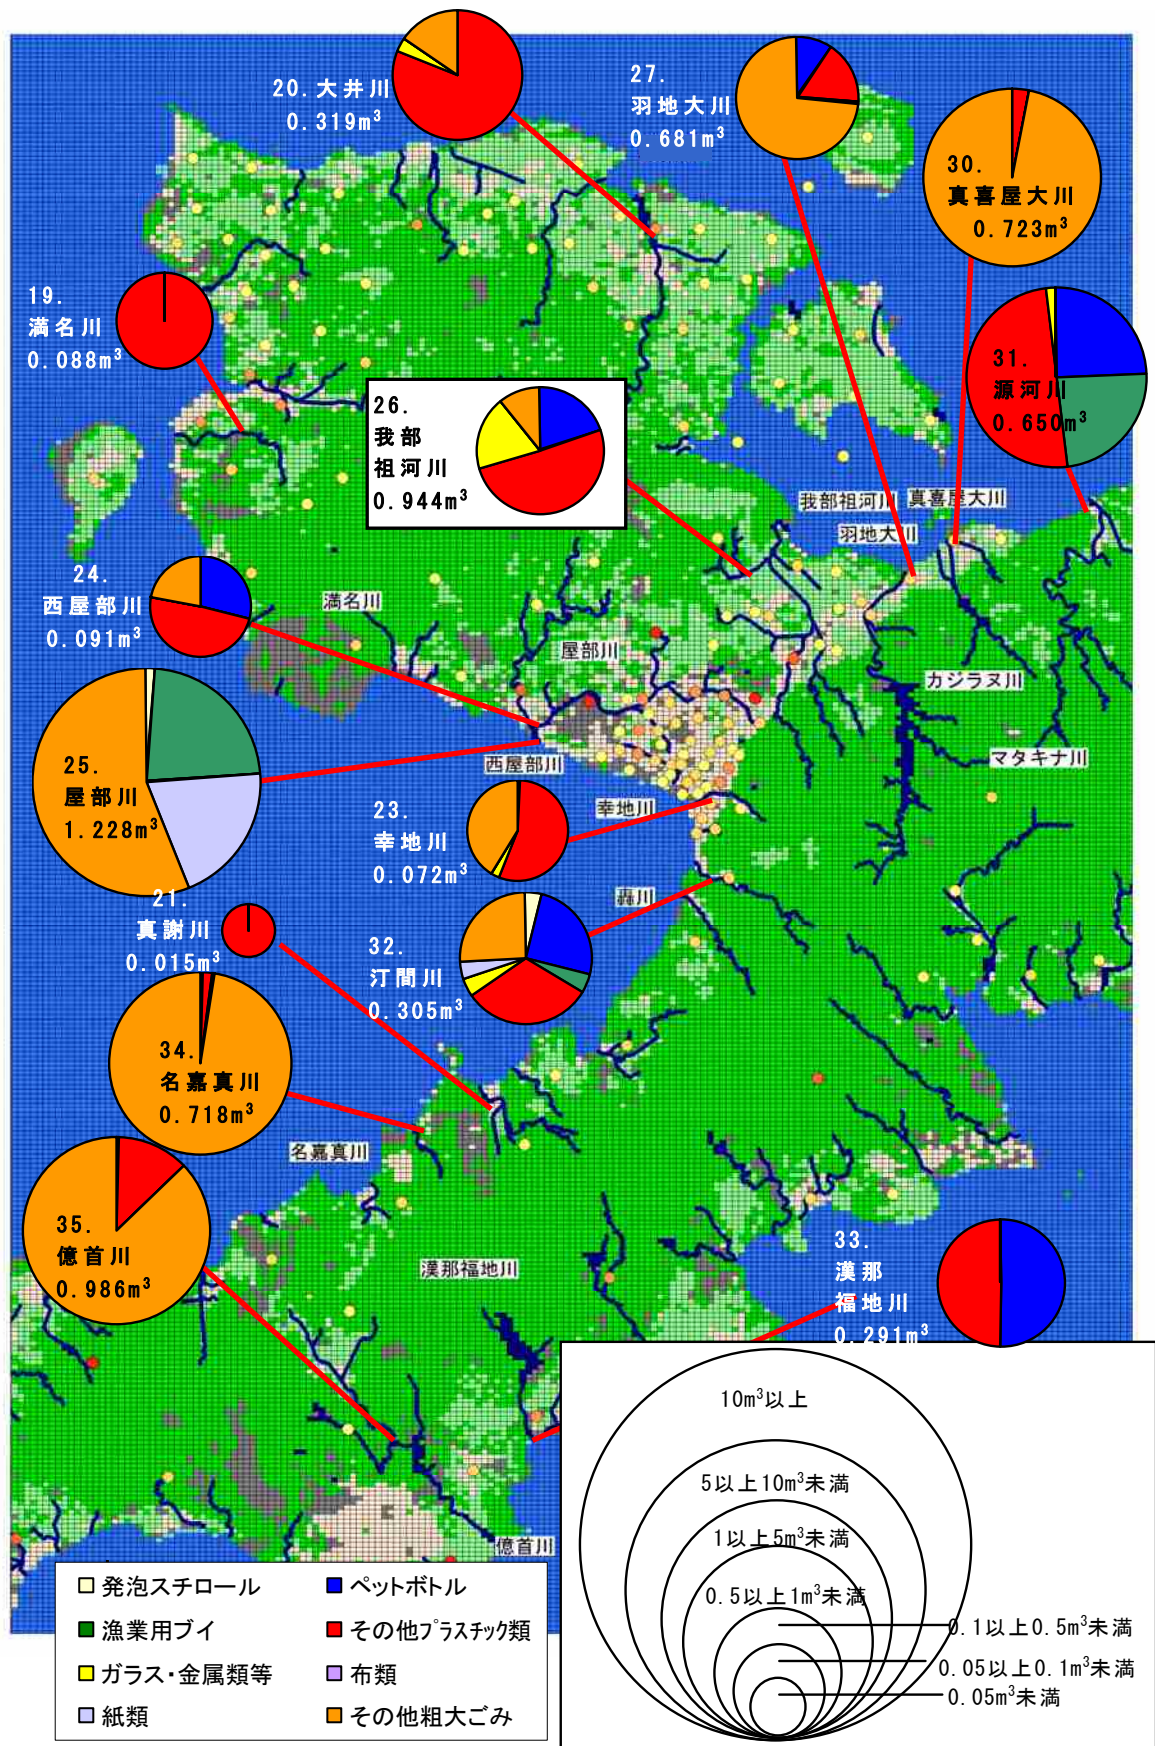 20.大井川
0.319m³
27.
羽地大川
0.681m³
30.
真喜屋大川
0.723m³
19.
満名川
0.088m³
31.
源河川
0.650m³
26.
我部
祖河川
0.944m³
我部祖河川
真喜屋大川
羽地大川
24.
西屋部川
0.091m³
満名川
屋部川
カジラヌ川
25.
屋部川
1.228m³
西屋部川
マタキナ川
23.
幸地川
0.072m³
幸地川
21.
真謝川
0.015m³
轟川
32.
汀間川
0.305m³
34.
名嘉真川
0.718m³
名嘉真川
35.
億首川
0.986m³
漢那福地川
33.
漢那
福地川
0.291m³
億首川
10m³以上
5以上10m³未満
1以上5m³未満
0.5以上1m³未満
0.1以上0.5m³未満
0.05以上0.1m³未満
0.05m³未満
発泡スチロール
ペットボトル
漁業用ブイ
その他プラスチック類
ガラス・金属類等
布類
紙類
その他粗大ごみ